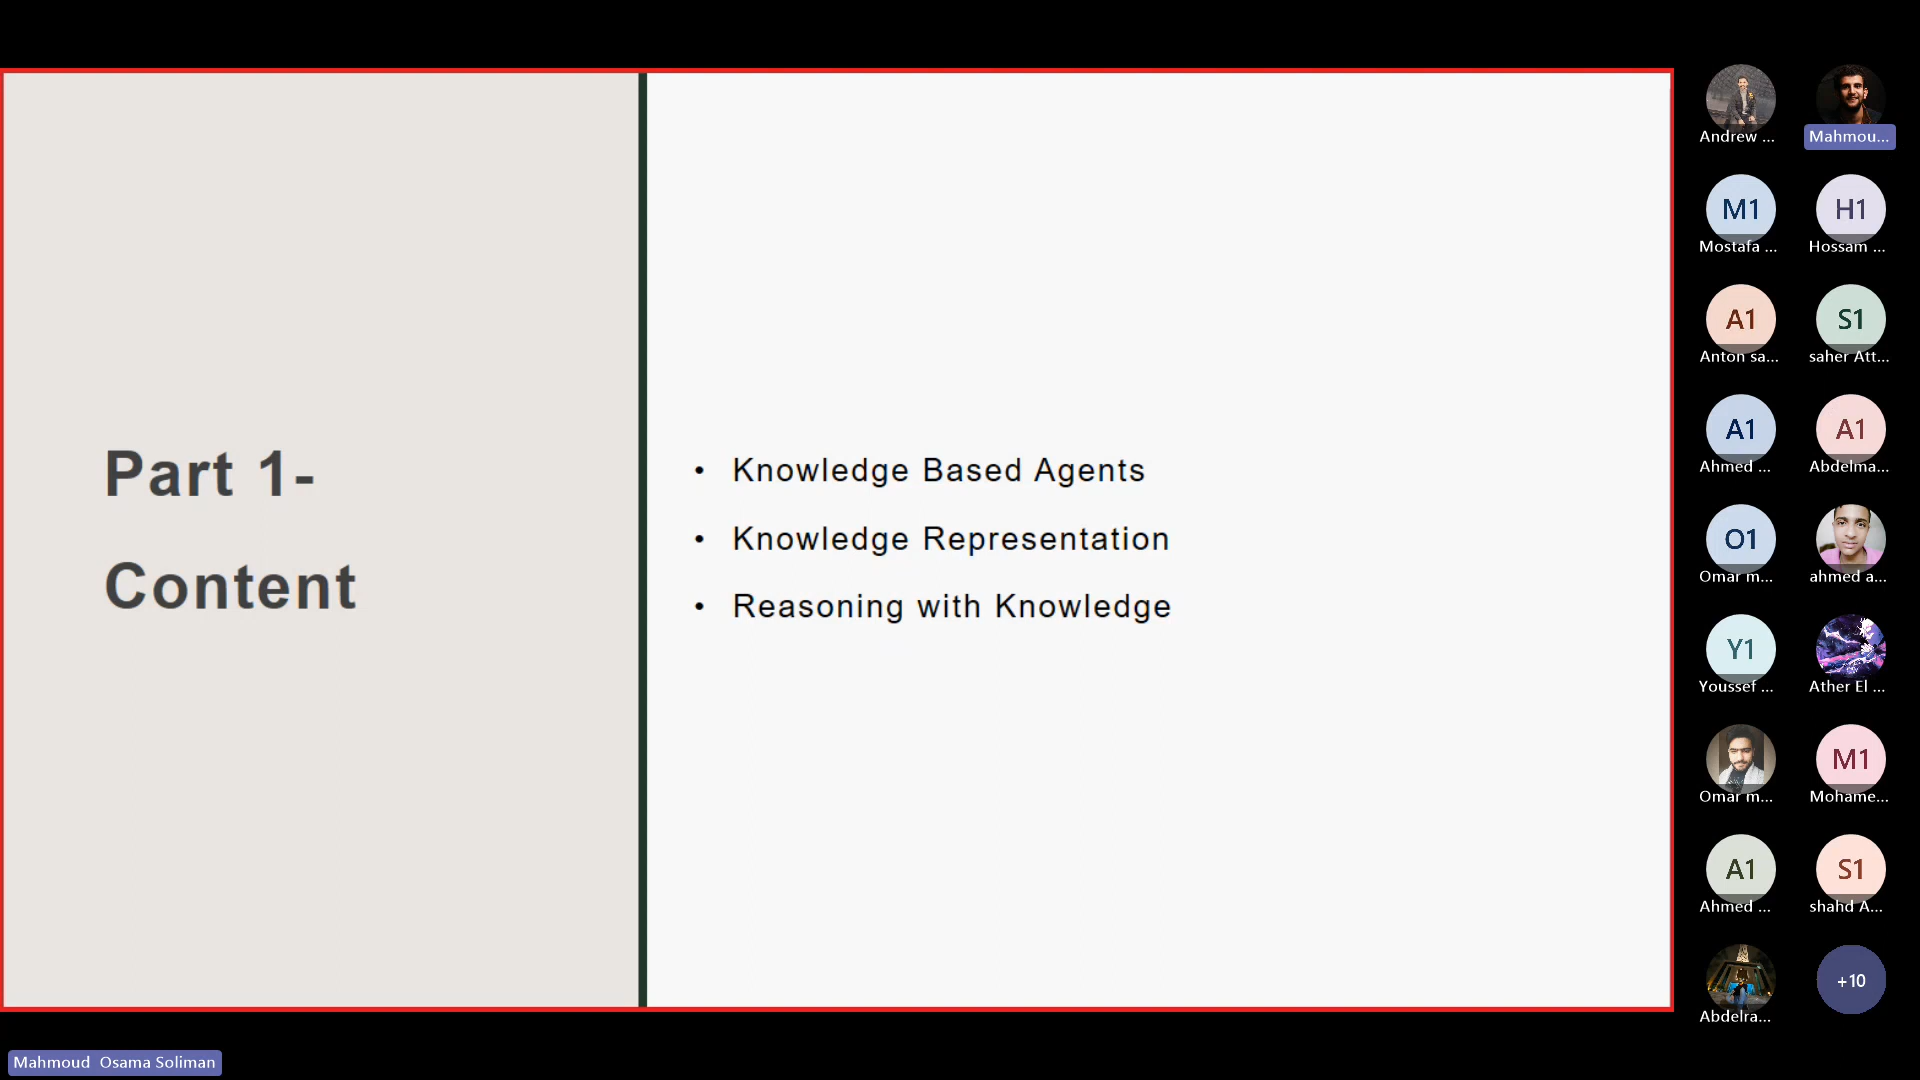 Part 1-
Content
• Knowledge Based Agents
• Knowledge Representation
• Reasoning with Knowledge
Andrew ...
Mahmou...
M1
Mostafa ...
H1
Hossam ...
A1
Anton sa...
S1
saher Att...
A1
Ahmed ...
A1
Abdelma...
O1
Omar m...
ahmed a...
Y1
Youssef ...
Ather El ...
Omar m...
M1
Mohame...
A1
Ahmed ...
S1
shahd A...
Abdelra...
+10
Mahmoud Osama Soliman